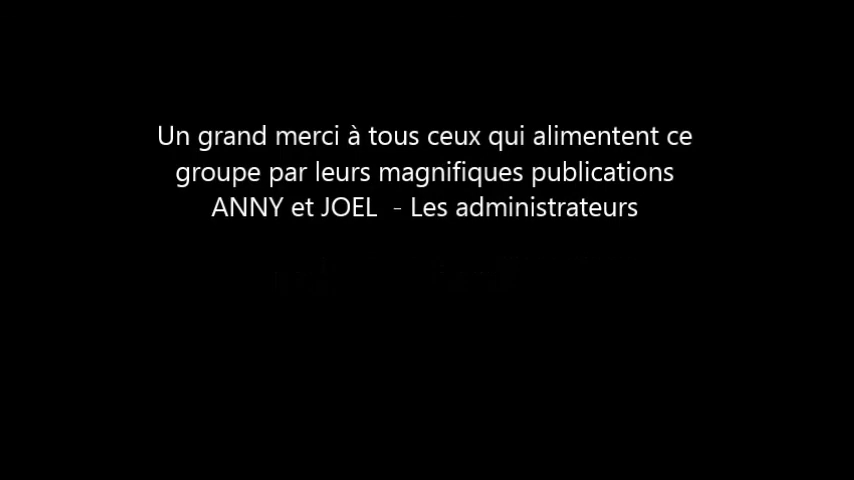 Un grand merci à tous ceux qui alimentent ce
groupe par leurs magnifiques publications
ANNY et JOEL  - Les administrateurs